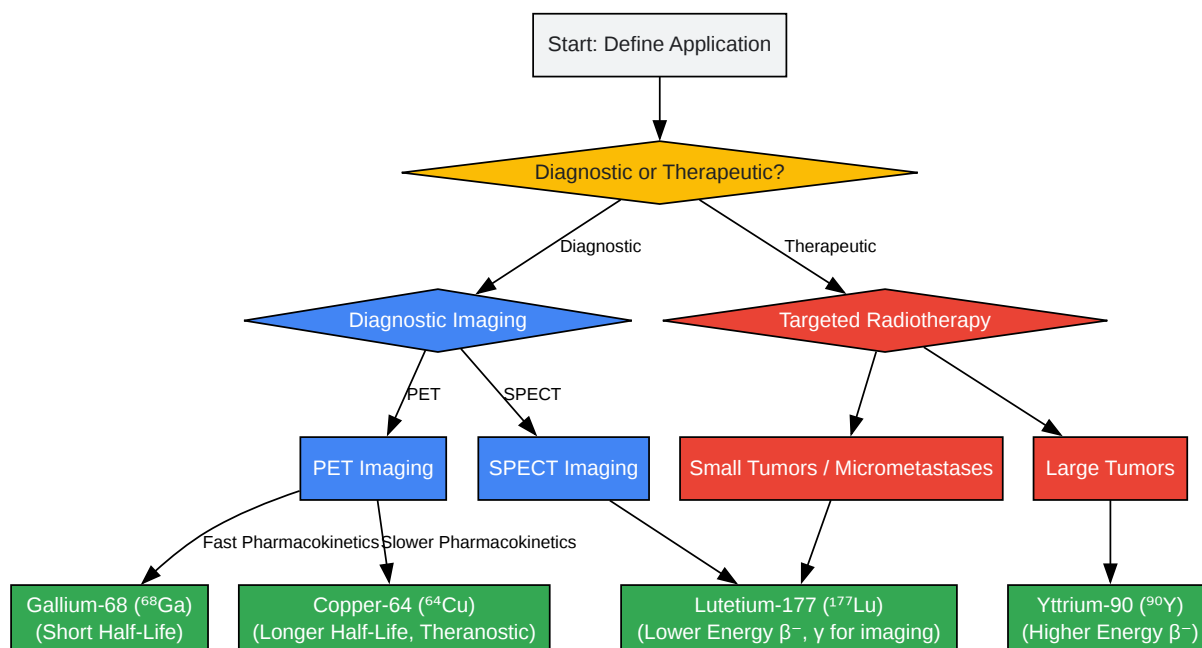 Start: Define Application
Diagnostic or Therapeutic?
Diagnostic
Therapeutic
Diagnostic Imaging
Targeted Radiotherapy
PET
SPECT
PET Imaging
SPECT Imaging
Small Tumors / Micrometastases
Large Tumors
Fast Pharmacokinetics
Slower Pharmacokinetics
Gallium-68 (⁶⁸Ga)
(Short Half-Life)
Copper-64 (⁶⁴Cu)
(Longer Half-Life, Theranostic)
Lutetium-177 (¹⁷⁷Lu)
(Lower Energy β⁻, γ for imaging)
Yttrium-90 (⁹⁰Y)
(Higher Energy β⁻)